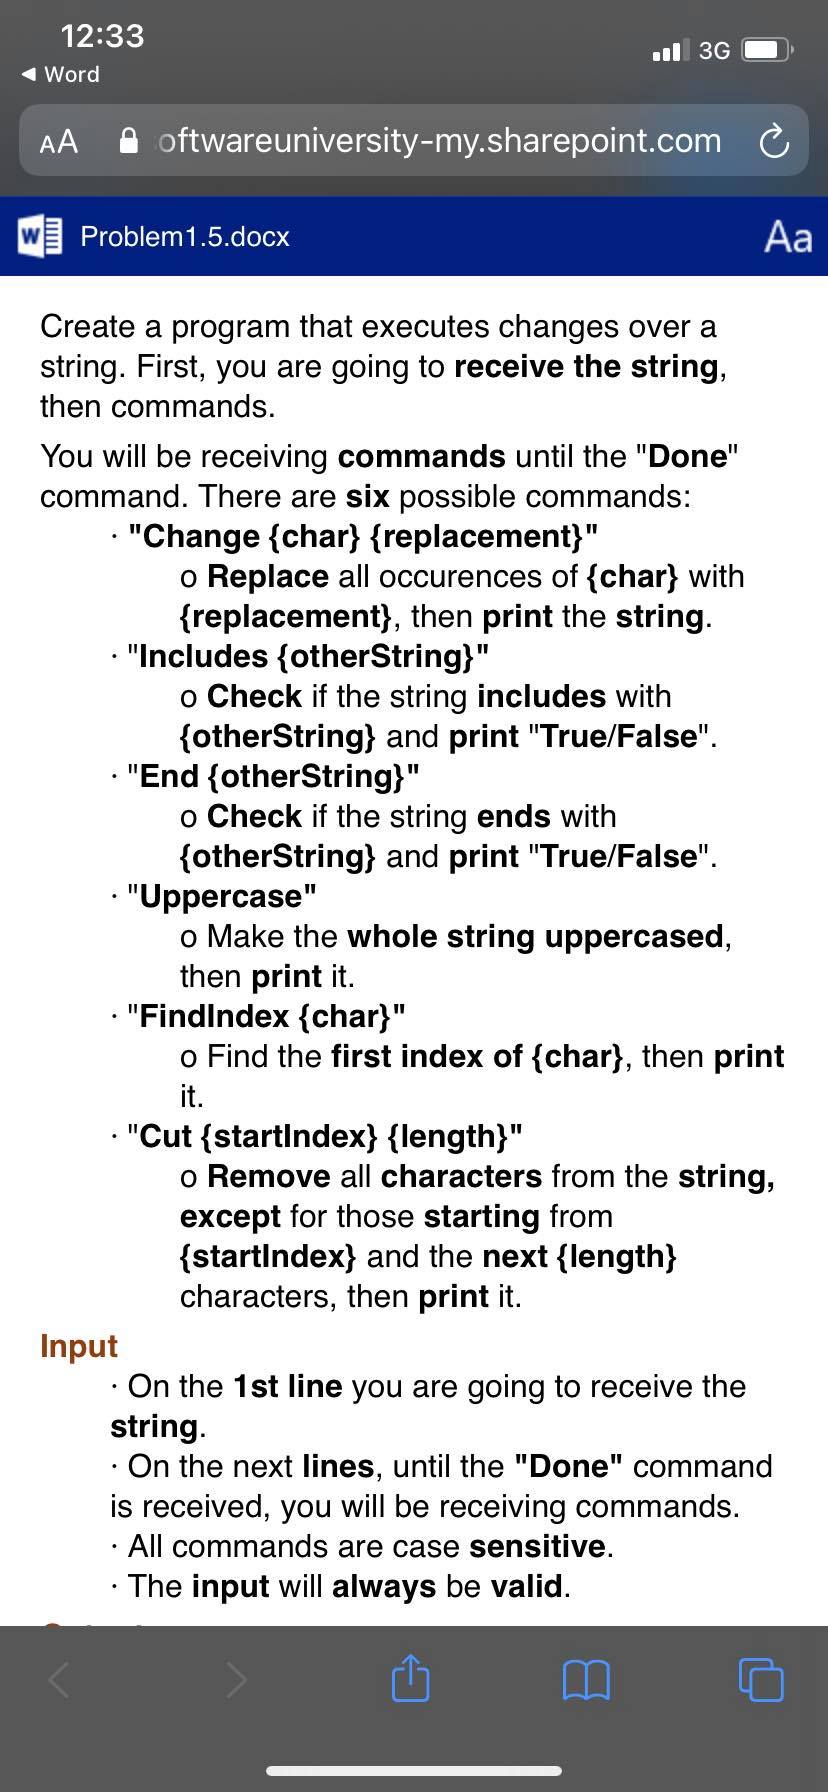 12:33
3G
◀ Word
AA oftwareuniversity-my.sharepoint.com
W Problem1.5.docx Aa
Create a program that executes changes over a
string. First, you are going to receive the string,
then commands.
You will be receiving commands until the "Done"
command. There are six possible commands:
· "Change {char} {replacement}"
o Replace all occurences of {char} with
{replacement}, then print the string.
· "Includes {otherString}"
o Check if the string includes with
{otherString} and print "True/False".
· "End {otherString}"
o Check if the string ends with
{otherString} and print "True/False".
· "Uppercase"
o Make the whole string uppercased,
then print it.
· "FindIndex {char}"
o Find the first index of {char}, then print
it.
· "Cut {startIndex} {length}"
o Remove all characters from the string,
except for those starting from
{startIndex} and the next {length}
characters, then print it.
Input
· On the 1st line you are going to receive the
string.
· On the next lines, until the "Done" command
is received, you will be receiving commands.
· All commands are case sensitive.
· The input will always be valid.